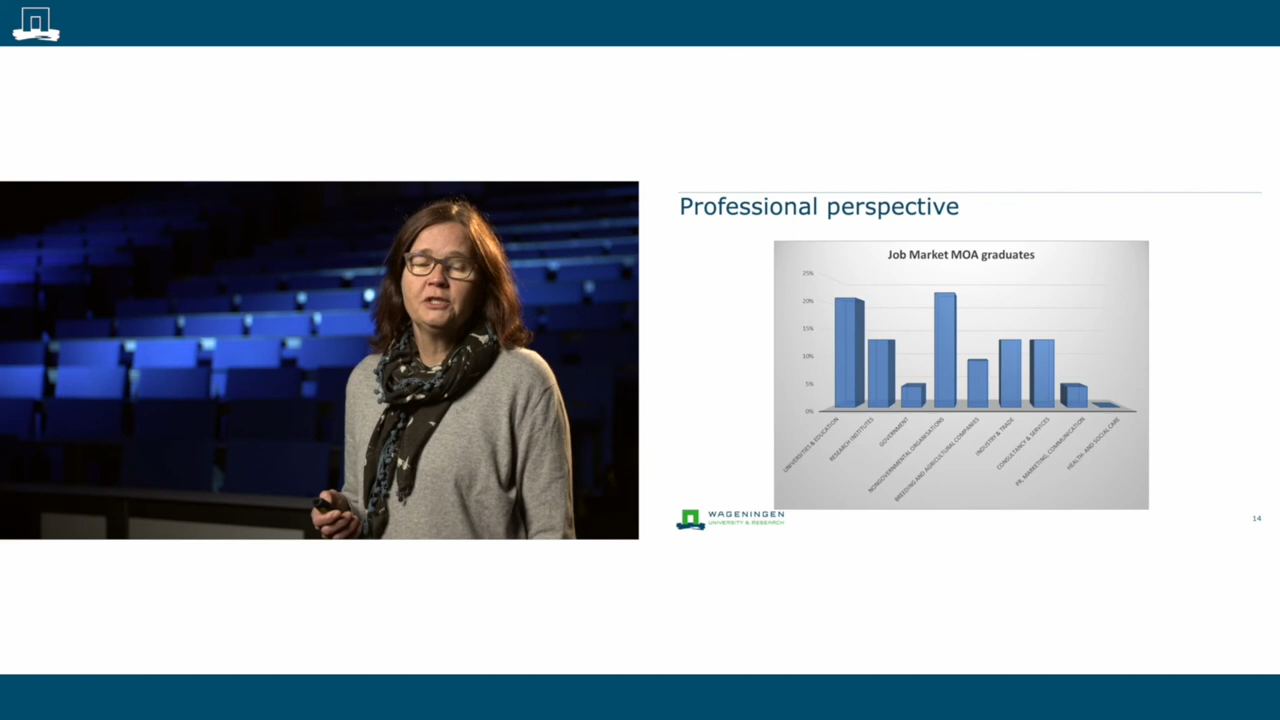 Professional perspective
Job Market MOA graduates
25%
20%
15%
10%
5%
0%
UNIVERSITIES & EDUCATION
RESEARCH INSTITUTES
GOVERNMENT
NONGOVERNMENTAL ORGANISATIONS
BREEDING AND AGRICULTURAL COMPANIES
INDUSTRY & TRADE
CONSULTANCY & SERVICES
PR, MARKETING, COMMUNICATION
HEALTH- AND SOCIAL CARE
WAGENINGEN
UNIVERSITY & RESEARCH
14